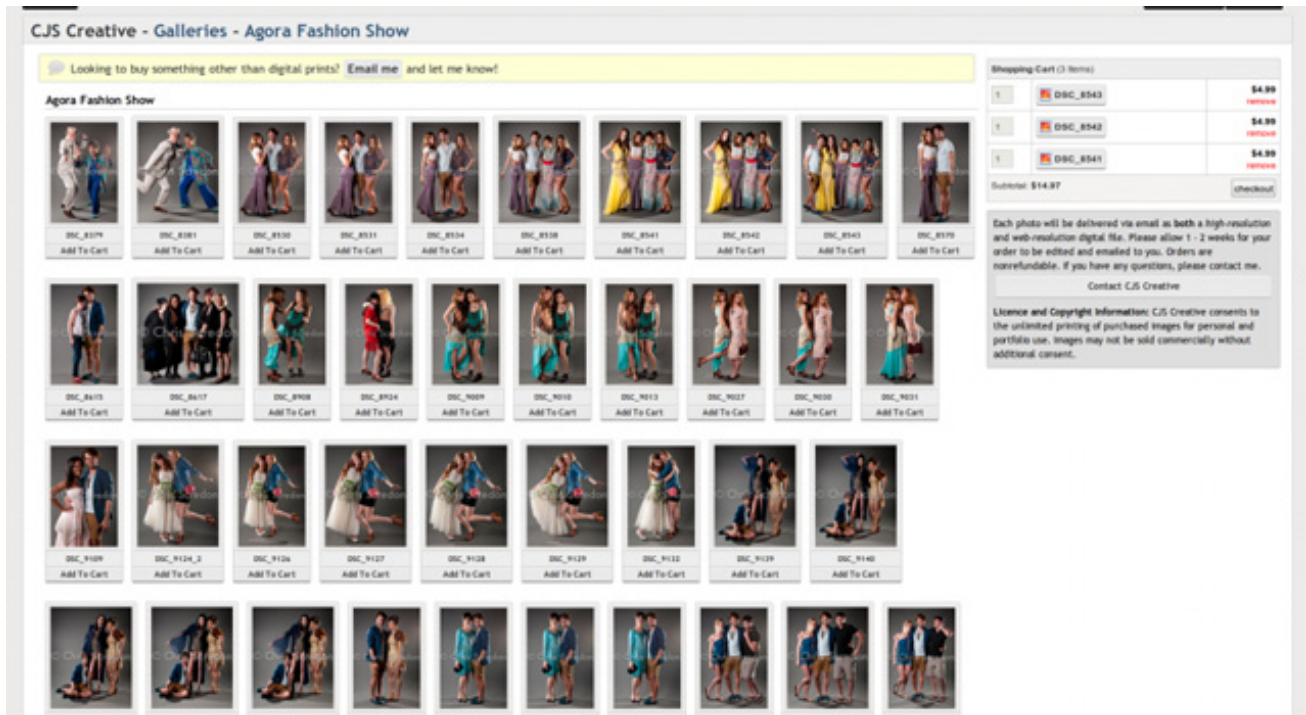 CJS Creative - Galleries - Agora Fashion Show
Looking to buy something other than digital prints? Email me and let me know!
Agora Fashion Show
DSC_8379 DSC_8381 DSC_8530 DSC_8531 DSC_8534 DSC_8538 DSC_8541 DSC_8542 DSC_8543 DSC_8570
Add To Cart Add To Cart Add To Cart Add To Cart Add To Cart Add To Cart Add To Cart Add To Cart Add To Cart Add To Cart
DSC_8615 DSC_8617 DSC_8908 DSC_8924 DSC_9009 DSC_9010 DSC_9013 DSC_9027 DSC_9030 DSC_9031
Add To Cart Add To Cart Add To Cart Add To Cart Add To Cart Add To Cart Add To Cart Add To Cart Add To Cart Add To Cart
DSC_9109 DSC_9124_2 DSC_9126 DSC_9127 DSC_9128 DSC_9129 DSC_9132 DSC_9139 DSC_9140
Add To Cart Add To Cart Add To Cart Add To Cart Add To Cart Add To Cart Add To Cart Add To Cart Add To Cart
Shopping Cart (3 Items)
1 DSC_8543 $4.99
remove
1 DSC_8542 $4.99
remove
1 DSC_8541 $4.99
remove
Subtotal: $14.97 checkout
Each photo will be delivered via email as both a high-resolution
and web-resolution digital file. Please allow 1 - 2 weeks for your
order to be edited and emailed to you. Orders are
nonrefundable. If you have any questions, please contact me.
Contact CJS Creative
Licence and Copyright Information: CJS Creative consents to
the unlimited printing of purchased images for personal and
portfolio use. Images may not be sold commercially without
additional consent.